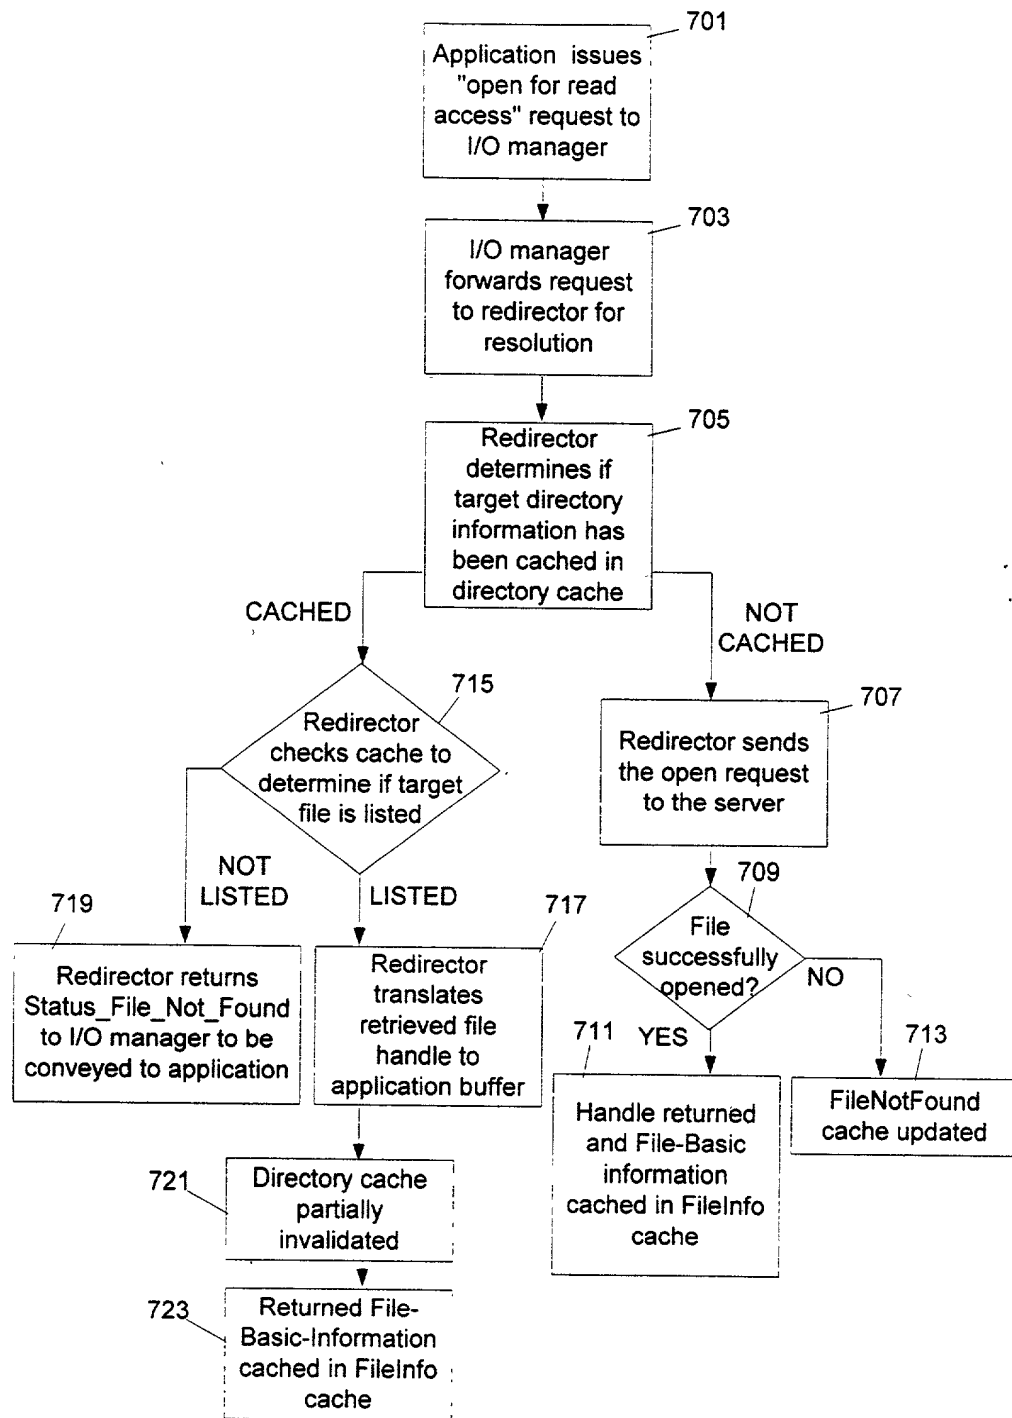 701
Application issues
"open for read
access" request to
I/O manager
703
I/O manager
forwards request
to redirector for
resolution
705
Redirector
determines if
target directory
information has
been cached in
directory cache
CACHED
NOT
CACHED
715
Redirector
checks cache to
determine if target
file is listed
707
Redirector sends
the open request
to the server
NOT
LISTED
LISTED
709
File
successfully
opened?
NO
YES
719
Redirector returns
Status_File_Not_Found
to I/O manager to be
conveyed to application
717
Redirector
translates
retrieved file
handle to
application buffer
711
Handle returned
and File-Basic
information
cached in FileInfo
cache
713
FileNotFound
cache updated
721
Directory cache
partially
invalidated
723
Returned File-
Basic-Information
cached in FileInfo
cache